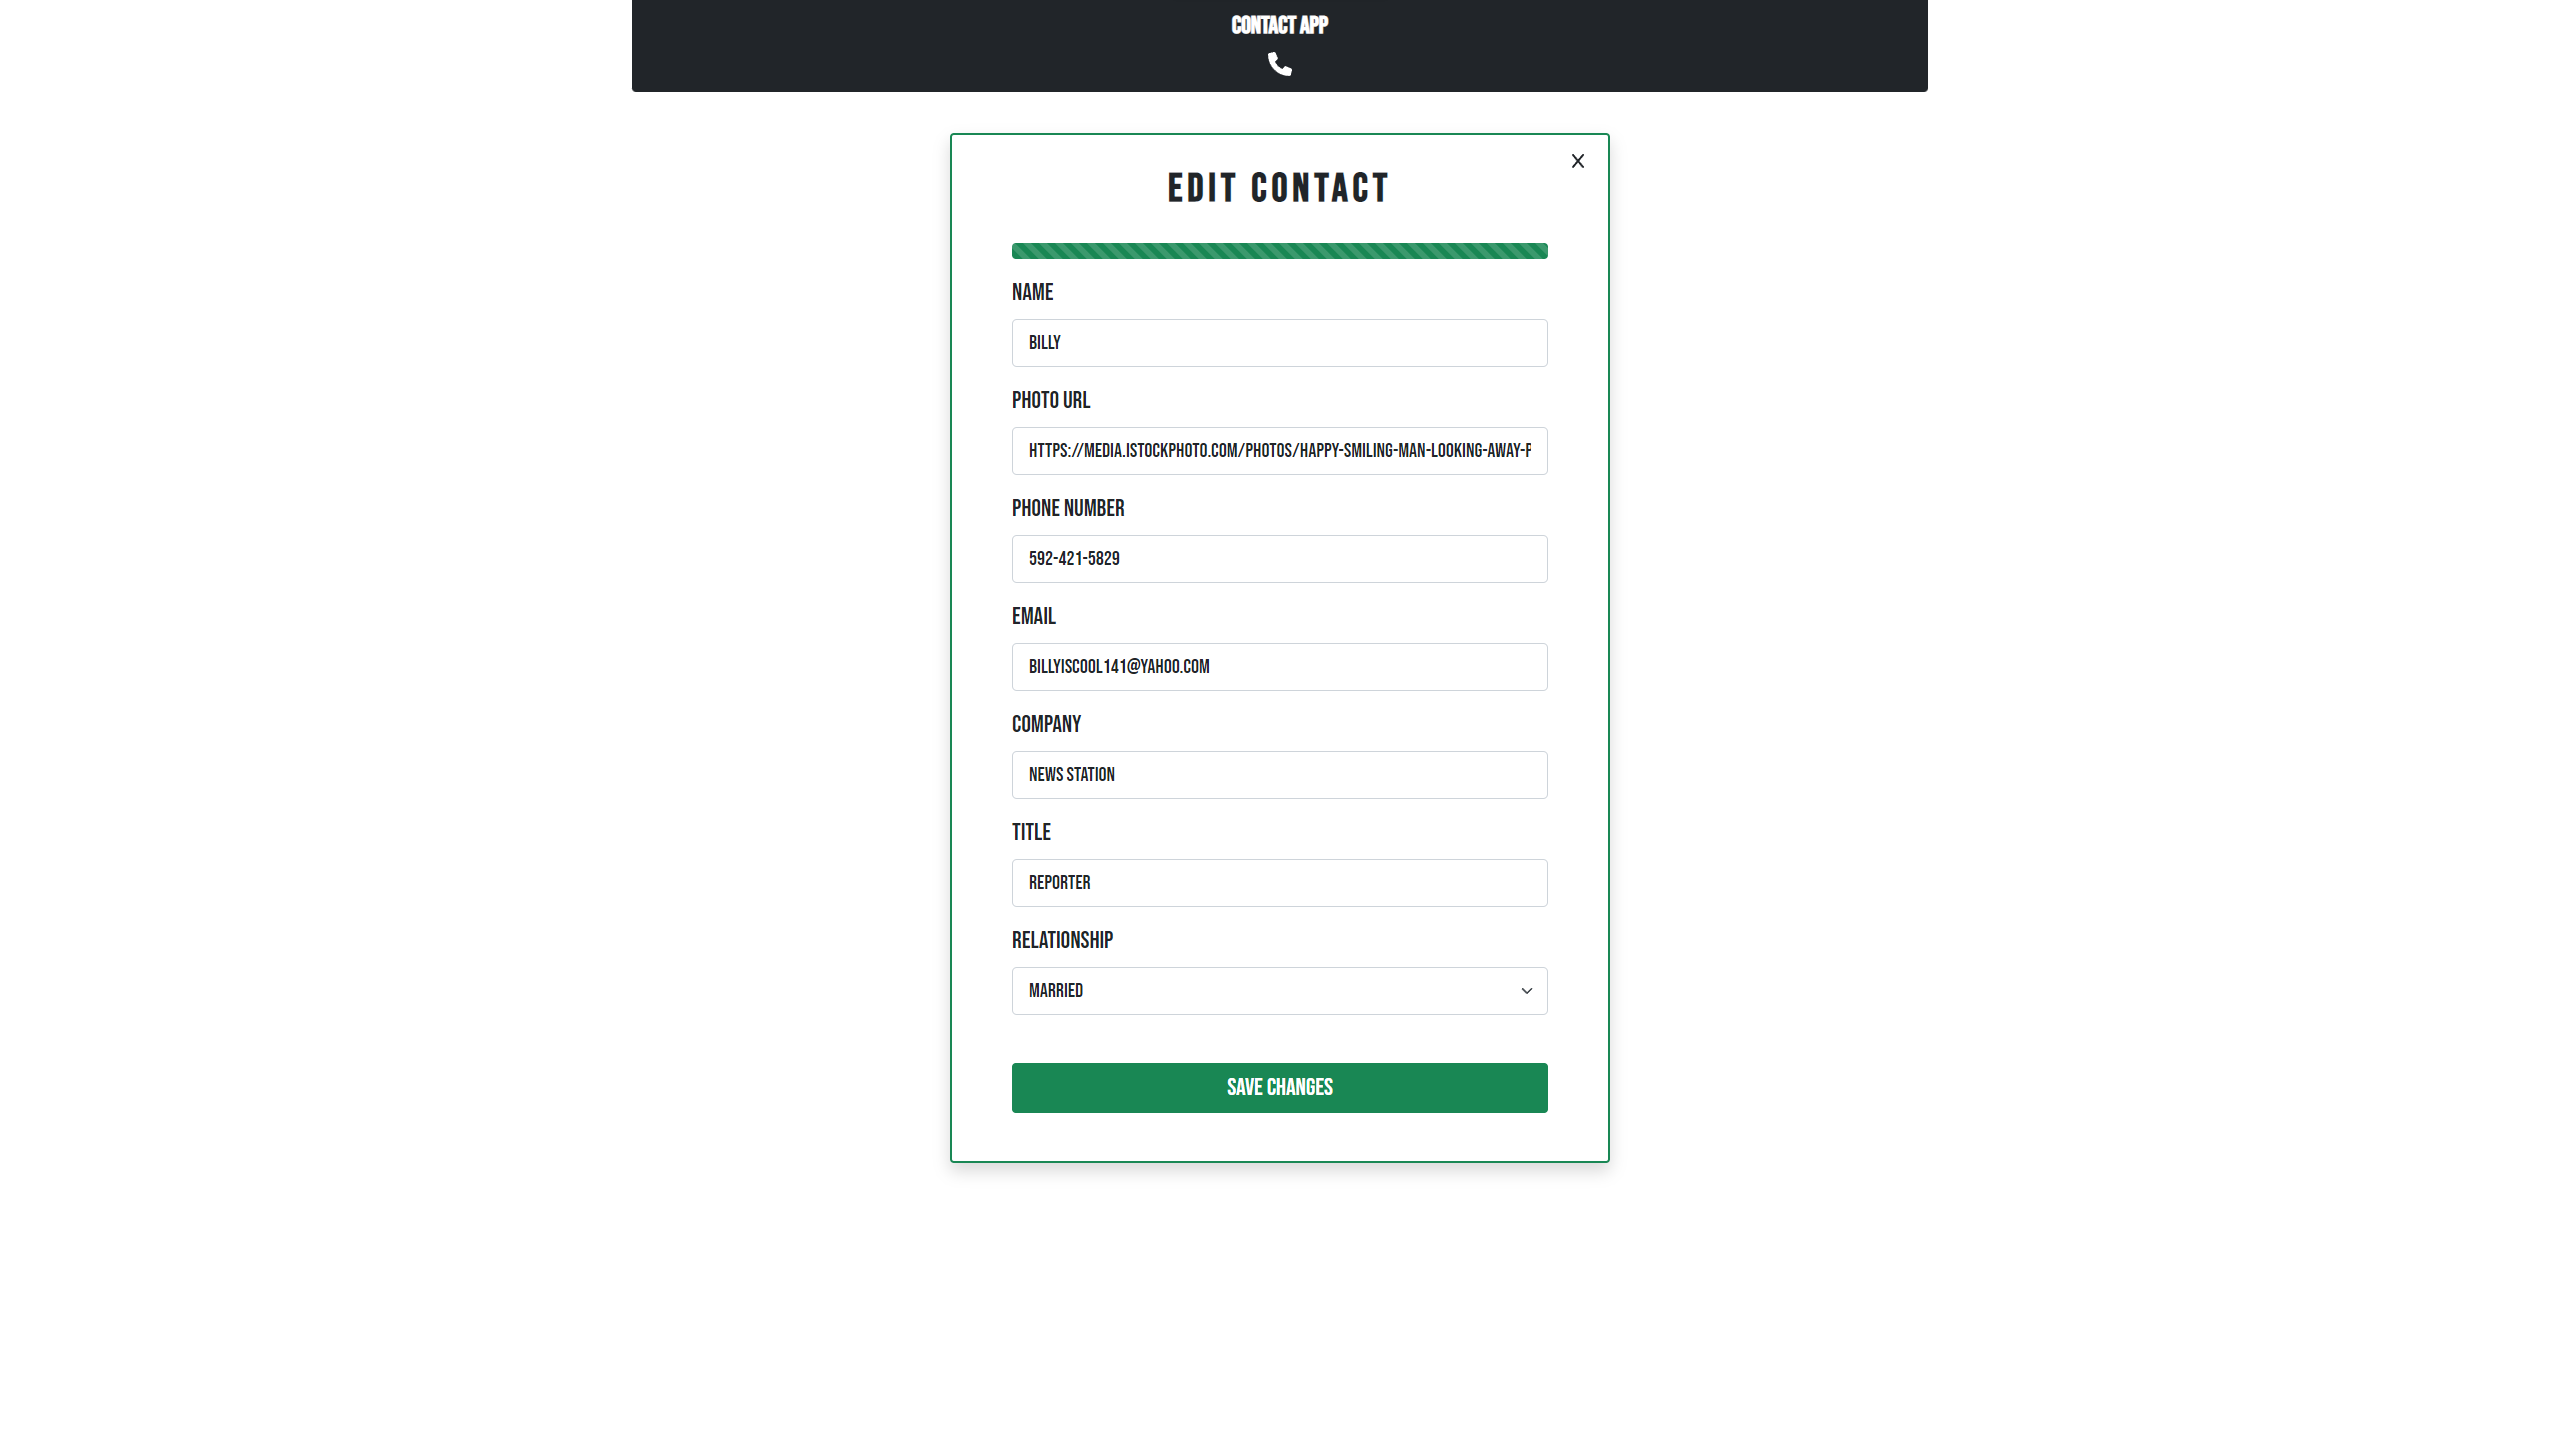 CONTACT APP
X
EDIT CONTACT
NAME
BILLY
PHOTO URL
HTTPS://MEDIA.ISTOCKPHOTO.COM/PHOTOS/HAPPY-SMILING-MAN-LOOKING-AWAY-P
PHONE NUMBER
592-421-5829
EMAIL
BILLYISCOOL141@YAHOO.COM
COMPANY
NEWS STATION
TITLE
REPORTER
RELATIONSHIP
MARRIED
SAVE CHANGES